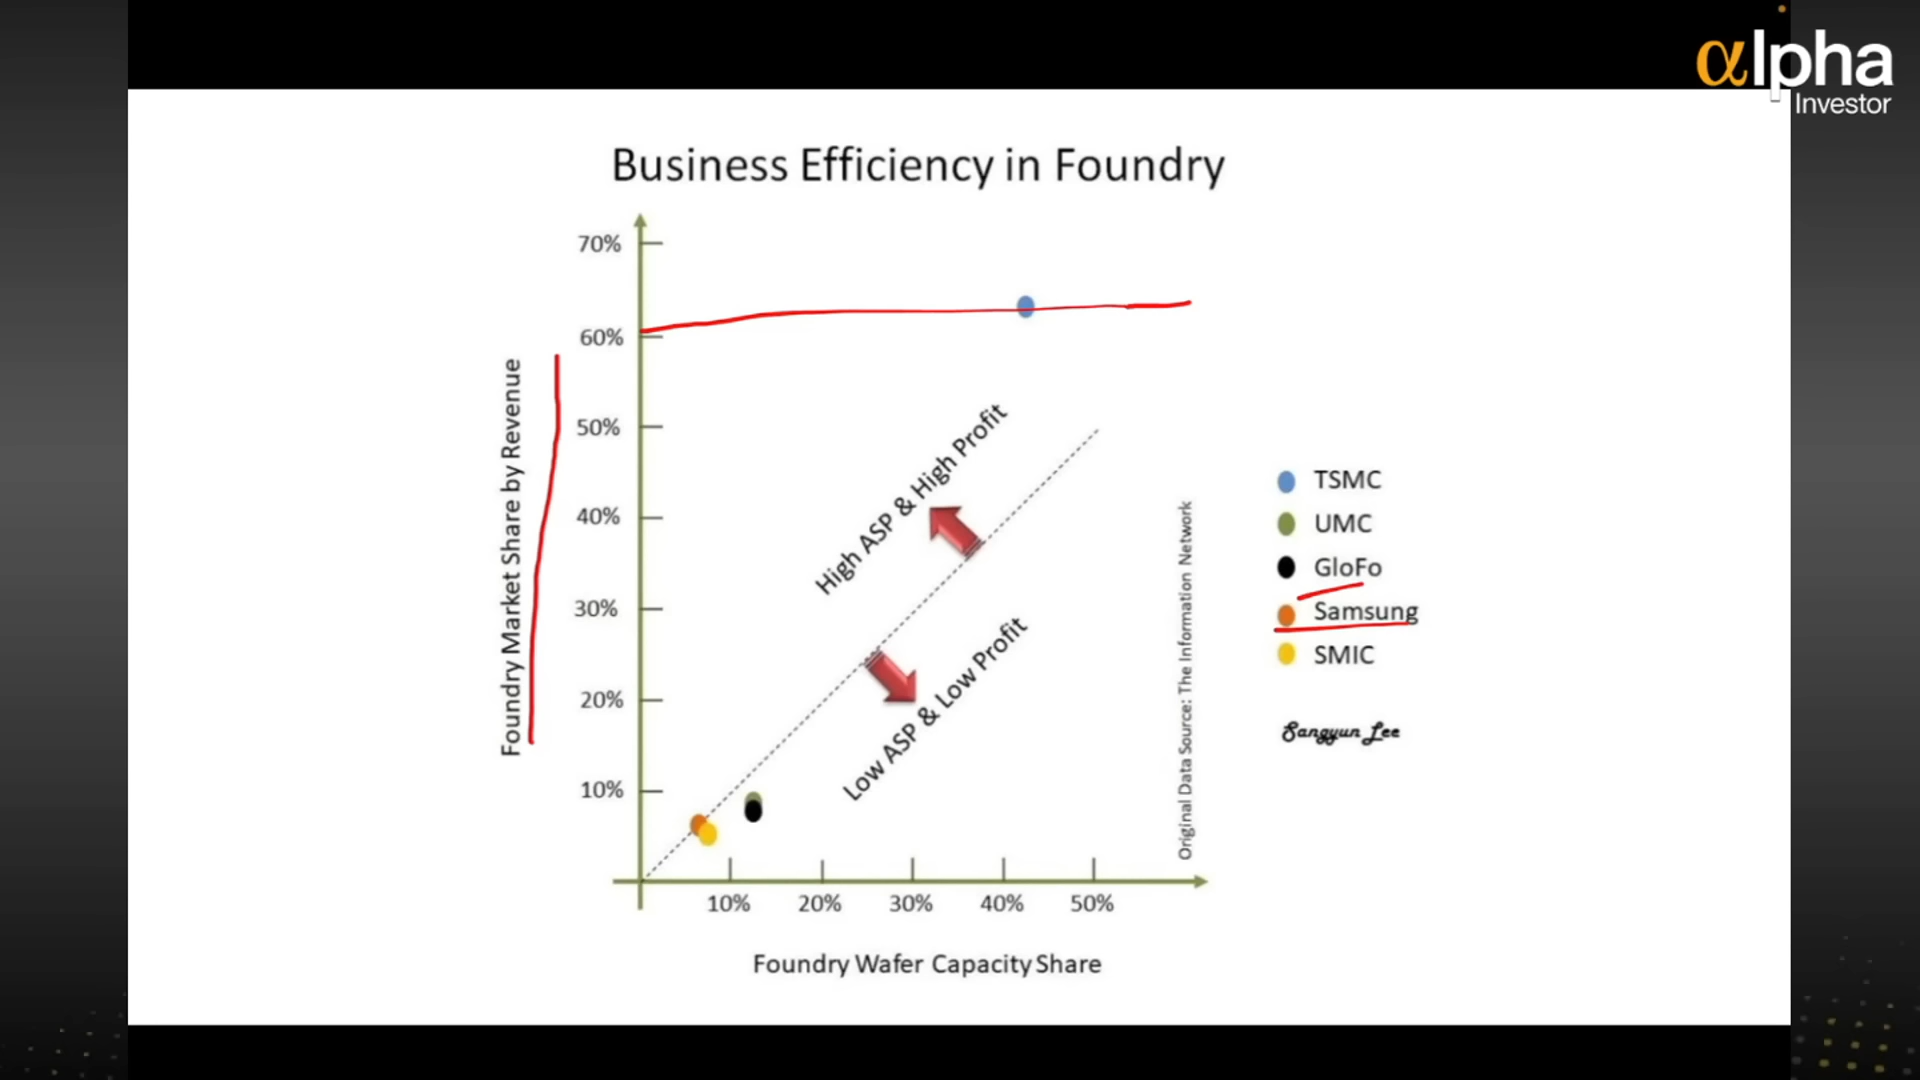 αlpha
Investor
Business Efficiency in Foundry
70%
60%
50%
40%
30%
20%
10%
Foundry Market Share by Revenue
High ASP & High Profit
Low ASP & Low Profit
Original Data Source: The Information Network
TSMC
UMC
GloFo
Samsung
SMIC
Sangyun Lee
10% 20% 30% 40% 50%
Foundry Wafer Capacity Share